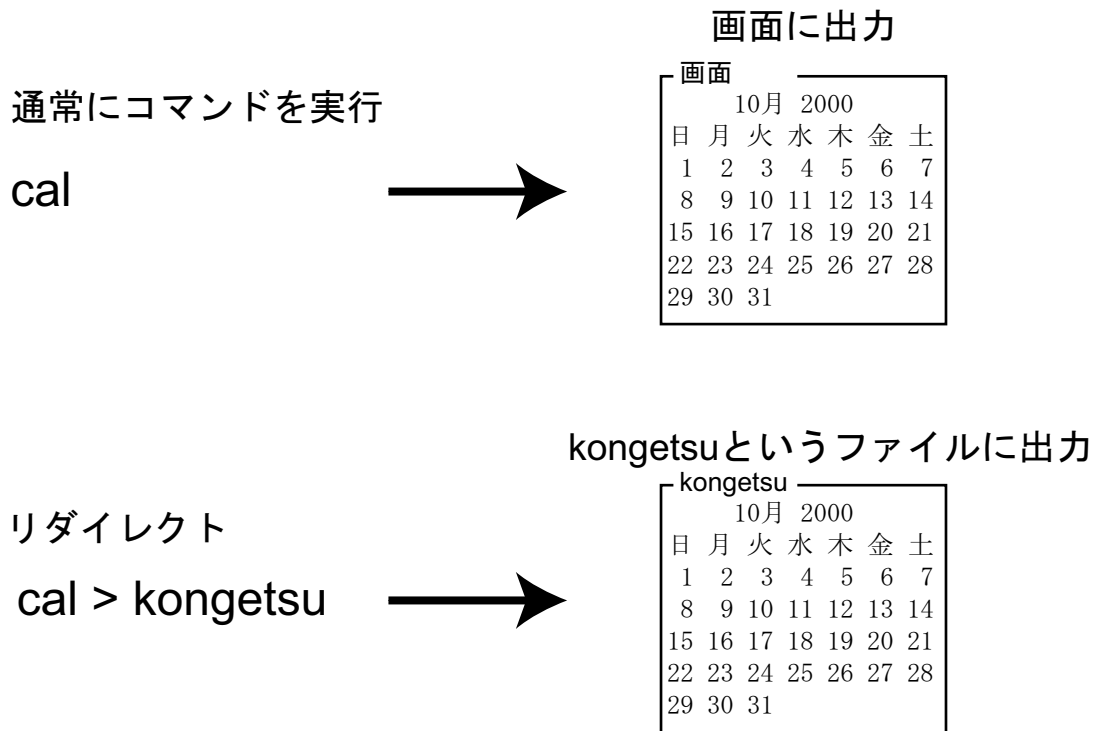 画面に出力
画面
通常にコマンドを実行
cal
10月 2000
日 月 火 水 木 金 土
1 2 3 4 5 6 7
8 9 10 11 12 13 14
15 16 17 18 19 20 21
22 23 24 25 26 27 28
29 30 31
kongetsuというファイルに出力
kongetsu
リダイレクト
cal > kongetsu
10月 2000
日 月 火 水 木 金 土
1 2 3 4 5 6 7
8 9 10 11 12 13 14
15 16 17 18 19 20 21
22 23 24 25 26 27 28
29 30 31